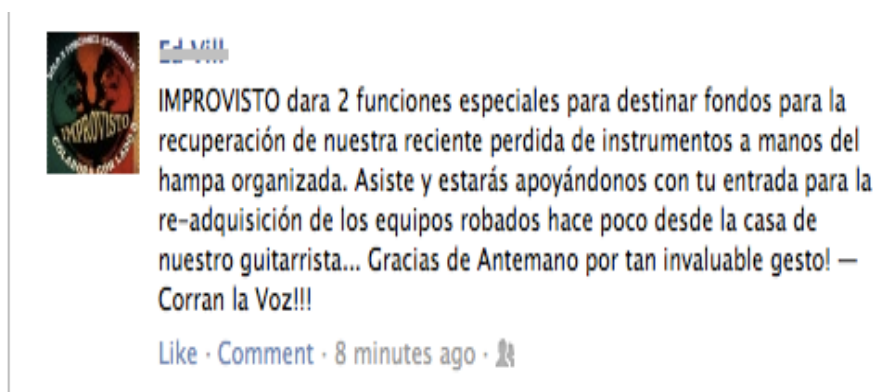 IMPROVISTO
IMPROVISTO dara 2 funciones especiales para destinar fondos para la
recuperación de nuestra reciente perdida de instrumentos a manos del
hampa organizada. Asiste y estarás apoyándonos con tu entrada para la
re-adquisición de los equipos robados hace poco desde la casa de
nuestro guitarrista... Gracias de Antemano por tan invaluable gesto! —
Corran la Voz!!!
Like · Comment · 8 minutes ago ·